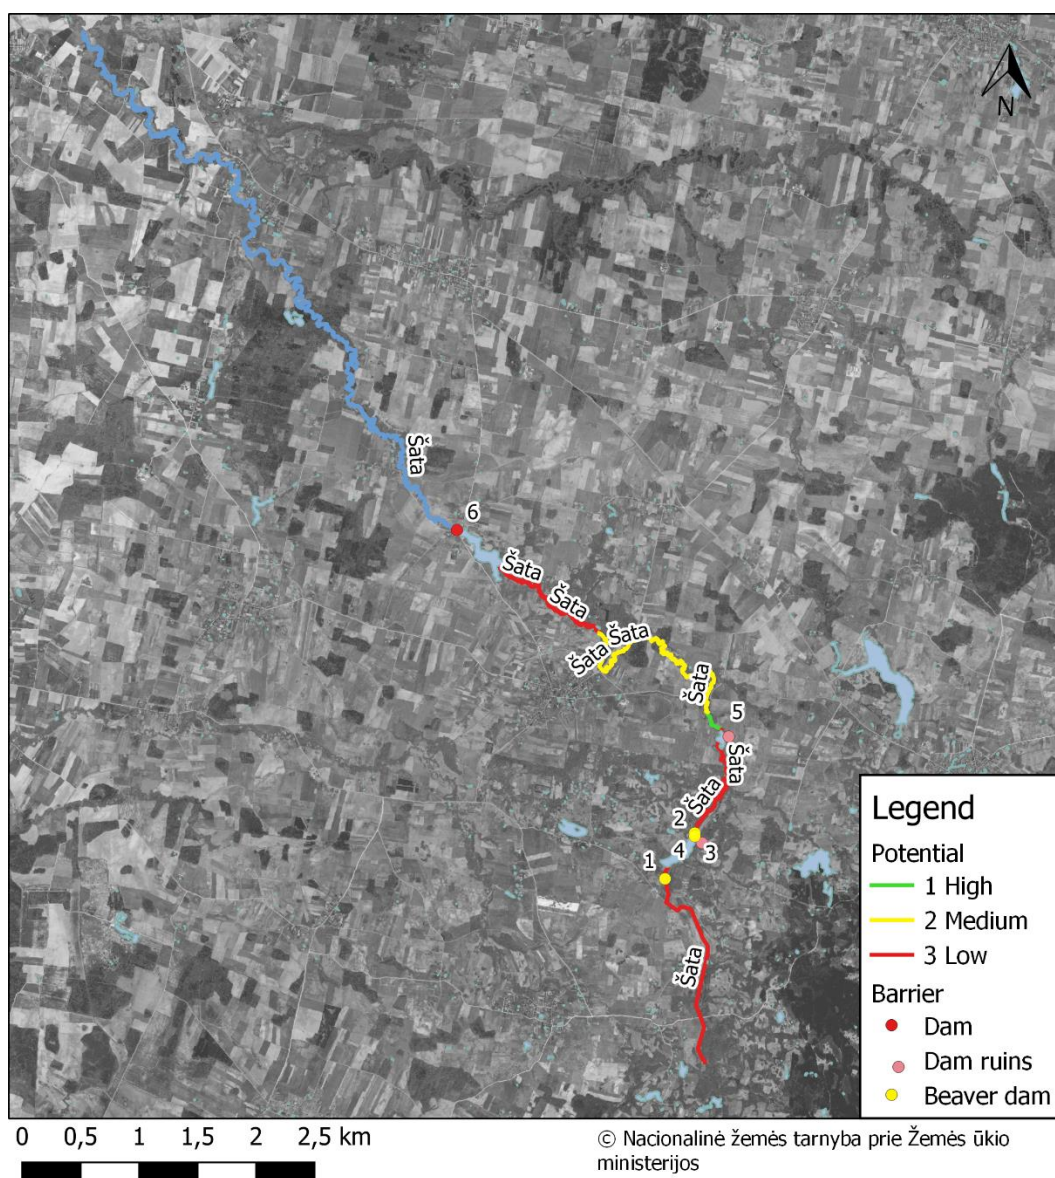 N
Šata
6
Šata
Šata
Šata
Šata
Šata
5
Šata
Šata
2
4
3
1
Šata
Legend
Potential
1 High
2 Medium
3 Low
Barrier
Dam
Dam ruins
Beaver dam
0 0,5 1 1,5 2 2,5 km
© Nacionalinė žemės tarnyba prie Žemės ūkio
ministerijos